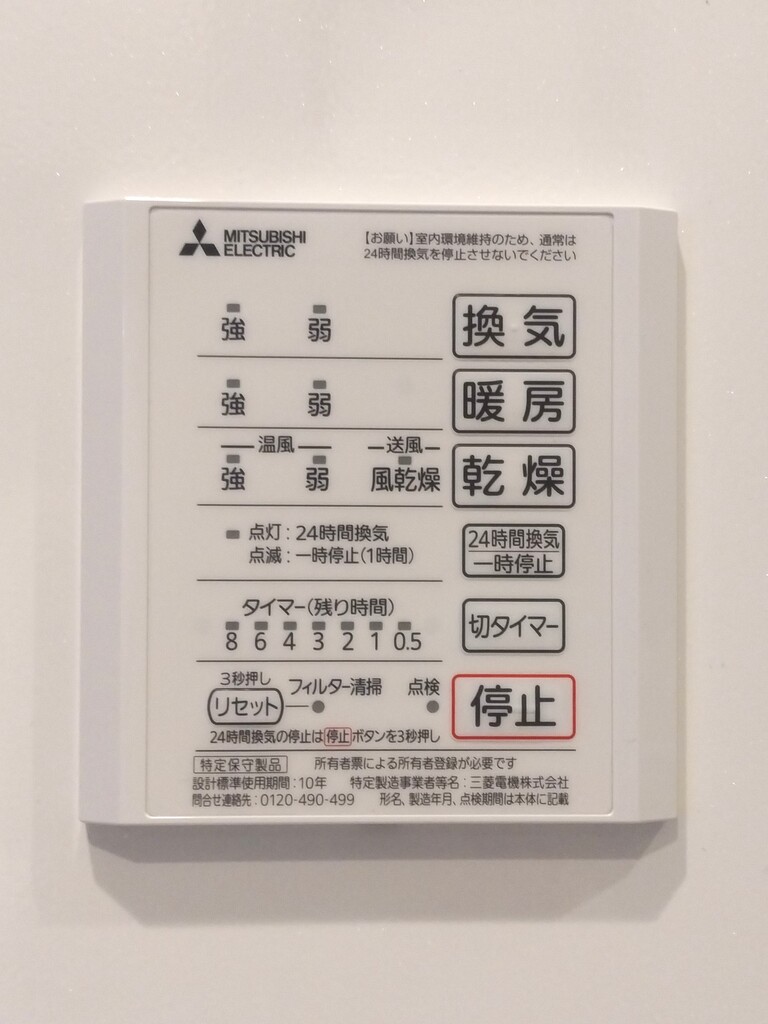 MITSUBISHI
ELECTRIC
【お願い】室内環境維持のため、通常は
24時間換気を停止させないでください
強 弱 換気
強 弱 暖房
温風 送風
強 弱 風乾燥 乾燥
点灯：24時間換気
点滅：一時停止(1時間)
24時間換気
一時停止
タイマー(残り時間)
8 6 4 3 2 1 0.5
切タイマー
3秒押し
リセット フィルター清掃 点検
停止
24時間換気の停止は停止ボタンを3秒押し
特定保守製品 所有者票による所有者登録が必要です
設計標準使用期間：10年 特定製造事業者等名：三菱電機株式会社
問合せ連絡先：0120-490-499 形名、製造年月、点検期間は本体に記載